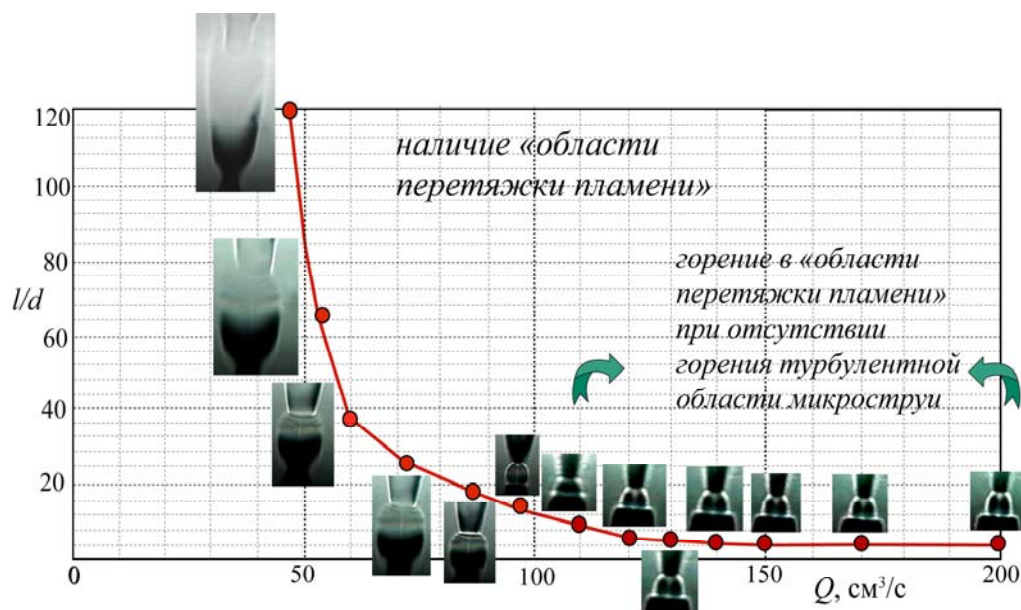 120
100
80
l/d
60
40
20
0
50
100
150
200
Q, см³/с
наличие «области
перетяжки пламени»
горение в «области
перетяжки пламени»
при отсутствии
горения турбулентной
области микроструи